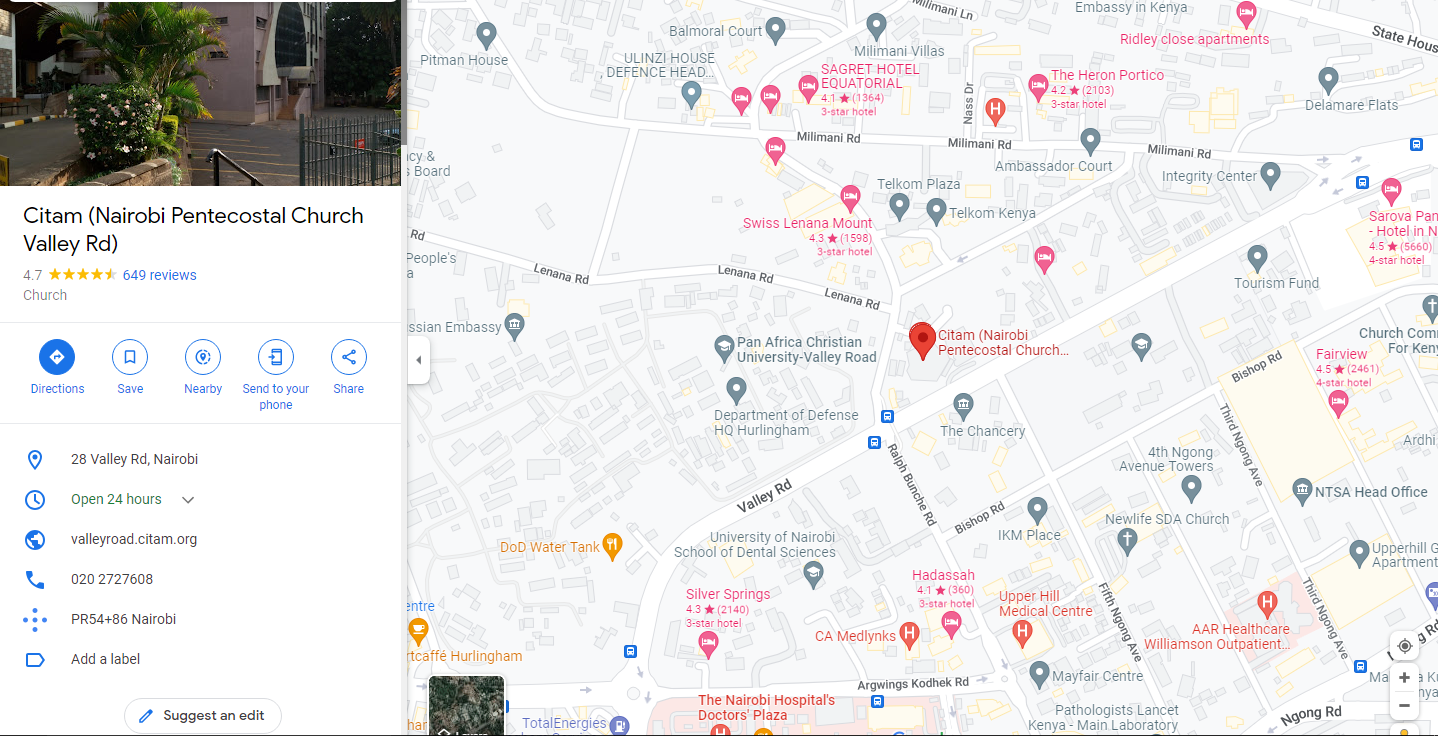 Citam (Nairobi Pentecostal Church
Valley Rd)
4.7
649 reviews
Church
Directions
Save
Nearby
Send to your
phone
Share
28 Valley Rd, Nairobi
Open 24 hours
valleyroad.citam.org
020 2727608
PR54+86 Nairobi
Add a label
Suggest an edit
Milimani Ln
Embassy in Kenya
Ridley close apartments
State Hous
Balmoral Court
Milimani Villas
Pitman House
ULINZI HOUSE
, DEFENCE HEAD...
SAGRET HOTEL
EQUATORIAL
4.1 ★ (1364)
3-star hotel
Nass Dr
The Heron Portico
4.2 ★ (2103)
3-star hotel
Delamare Flats
Milimani Rd
Milimani Rd
Milimani Rd
Ambassador Court
Integrity Center
cy &
s Board
Telkom Plaza
Telkom Kenya
Swiss Lenana Mount
4.3 ★ (1598)
3-star hotel
Sarova Pan
- Hotel in N
4.5 ★ (5660)
4-star hotel
Rd
People's
a
Lenana Rd
Lenana Rd
Lenana Rd
Tourism Fund
ssian Embassy
Pan Africa Christian
University-Valley Road
Citam (Nairobi
Pentecostal Church...
Church Com
For Keny
Bishop Rd
Fairview
4.5 ★ (2461)
4-star hotel
Department of Defense
HQ Hurlingham
The Chancery
Third Ngong Ave
Ardhi
4th Ngong
Avenue Towers
Ralph Bunche Rd
Valley Rd
NTSA Head Office
Bishop Rd
IKM Place
Newlife SDA Church
University of Nairobi
School of Dental Sciences
DoD Water Tank
Upperhill G
Apartment
Hadassah
4.1 ★ (360)
3-star hotel
Silver Springs
4.3 ★ (2140)
3-star hotel
Upper Hill
Medical Centre
Fifth Ngong Ave
Third Ngong Ave
entre
CA Medlynks
AAR Healthcare
Williamson Outpatient...
rtcaffé Hurlingham
Argwings Kodhek Rd
Mayfair Centre
The Nairobi Hospital's
Doctors' Plaza
Pathologists Lancet
Kenya - Main Laboratory
TotalEnergies
Ngong Rd